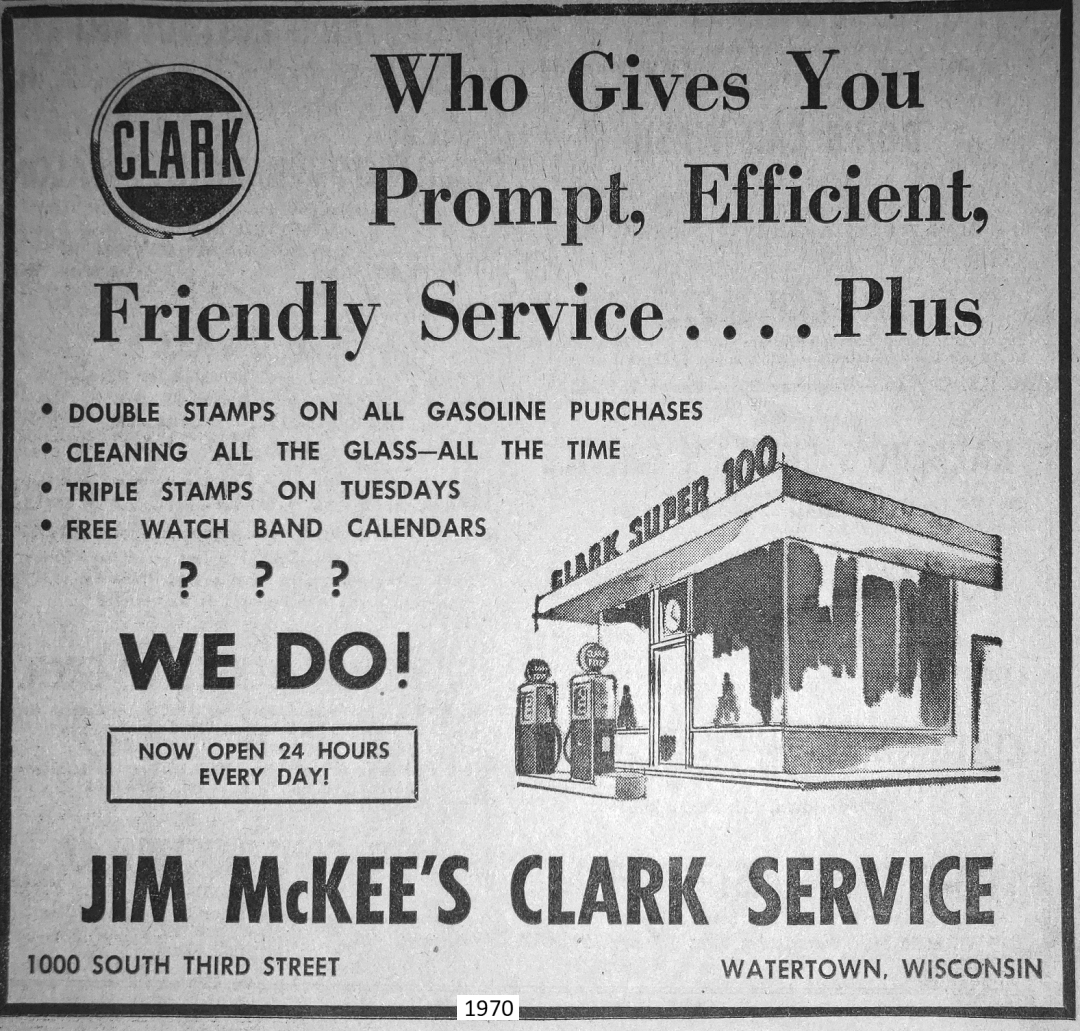 CLARK
Who Gives You
Prompt, Efficient,
Friendly Service . . . . Plus
• DOUBLE STAMPS ON ALL GASOLINE PURCHASES
• CLEANING ALL THE GLASS—ALL THE TIME
• TRIPLE STAMPS ON TUESDAYS
• FREE WATCH BAND CALENDARS
? ? ?
CLARK SUPER 100
WE DO!
NOW OPEN 24 HOURS
EVERY DAY!
JIM McKEE'S CLARK SERVICE
1000 SOUTH THIRD STREET
WATERTOWN, WISCONSIN
1970